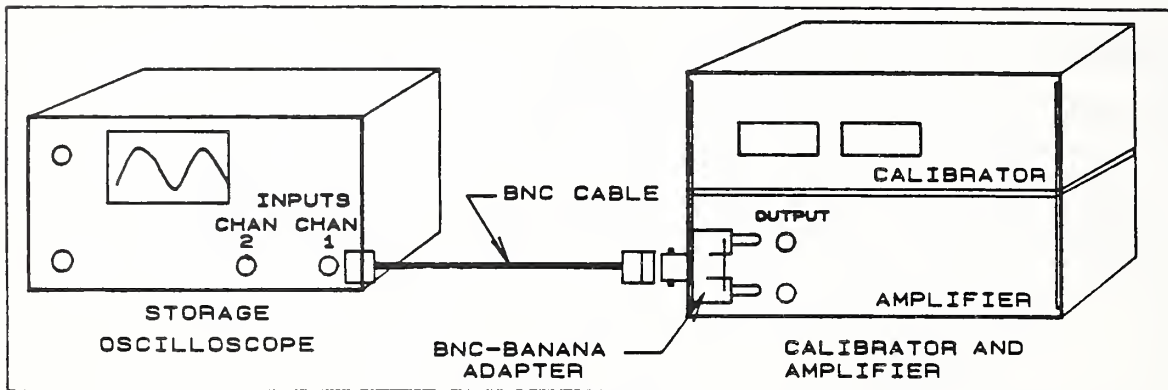 INPUTS
CHAN CHAN
2 1
STORAGE
OSCILLOSCOPE
BNC CABLE
BNC-BANANA
ADAPTER
CALIBRATOR
OUTPUT
AMPLIFIER
CALIBRATOR AND
AMPLIFIER